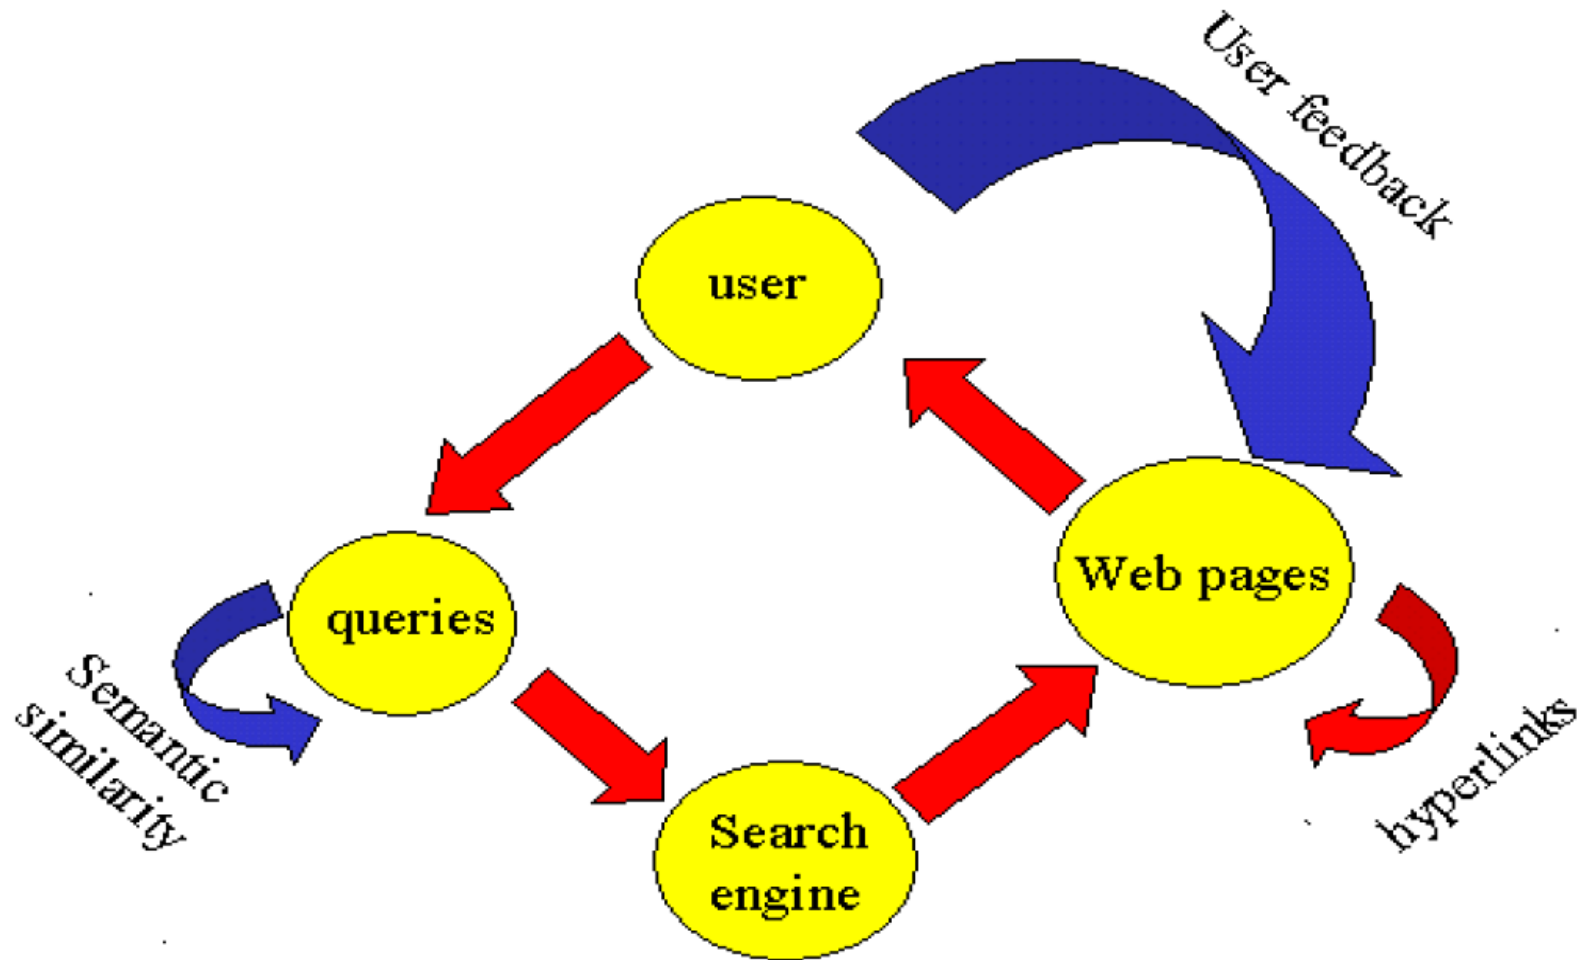 User feedback
user
Web pages
queries
Semantic
similarity
hyperlinks
Search
engine